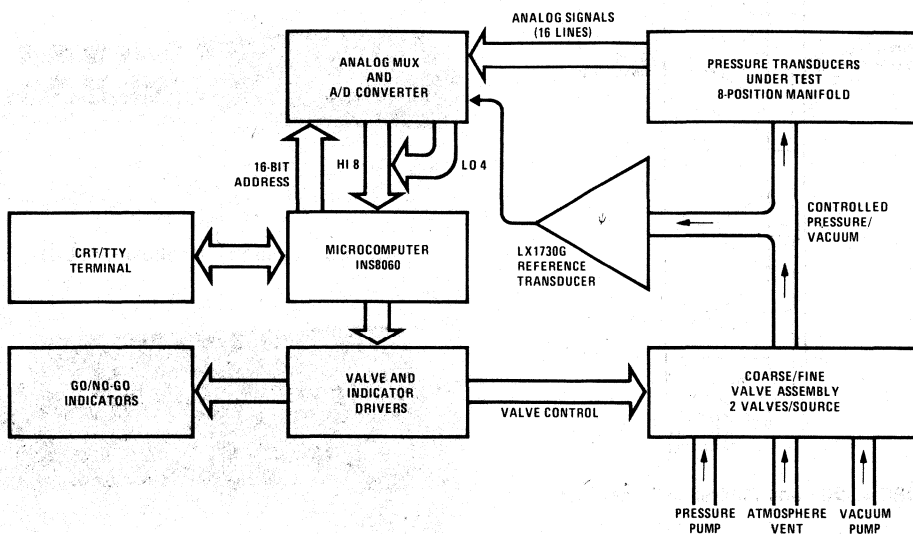 ANALOG SIGNALS
(16 LINES)
ANALOG MUX
AND
A/D CONVERTER
PRESSURE TRANSDUCERS
UNDER TEST
8-POSITION MANIFOLD
16-BIT
ADDRESS
HI 8
LO 4
CONTROLLED
PRESSURE/
VACUUM
CRT/TTY
TERMINAL
MICROCOMPUTER
INS8060
LX1730G
REFERENCE
TRANSDUCER
GO/NO-GO
INDICATORS
VALVE AND
INDICATOR
DRIVERS
VALVE CONTROL
COARSE/FINE
VALVE ASSEMBLY
2 VALVES/SOURCE
PRESSURE
PUMP
ATMOSPHERE
VENT
VACUUM
PUMP